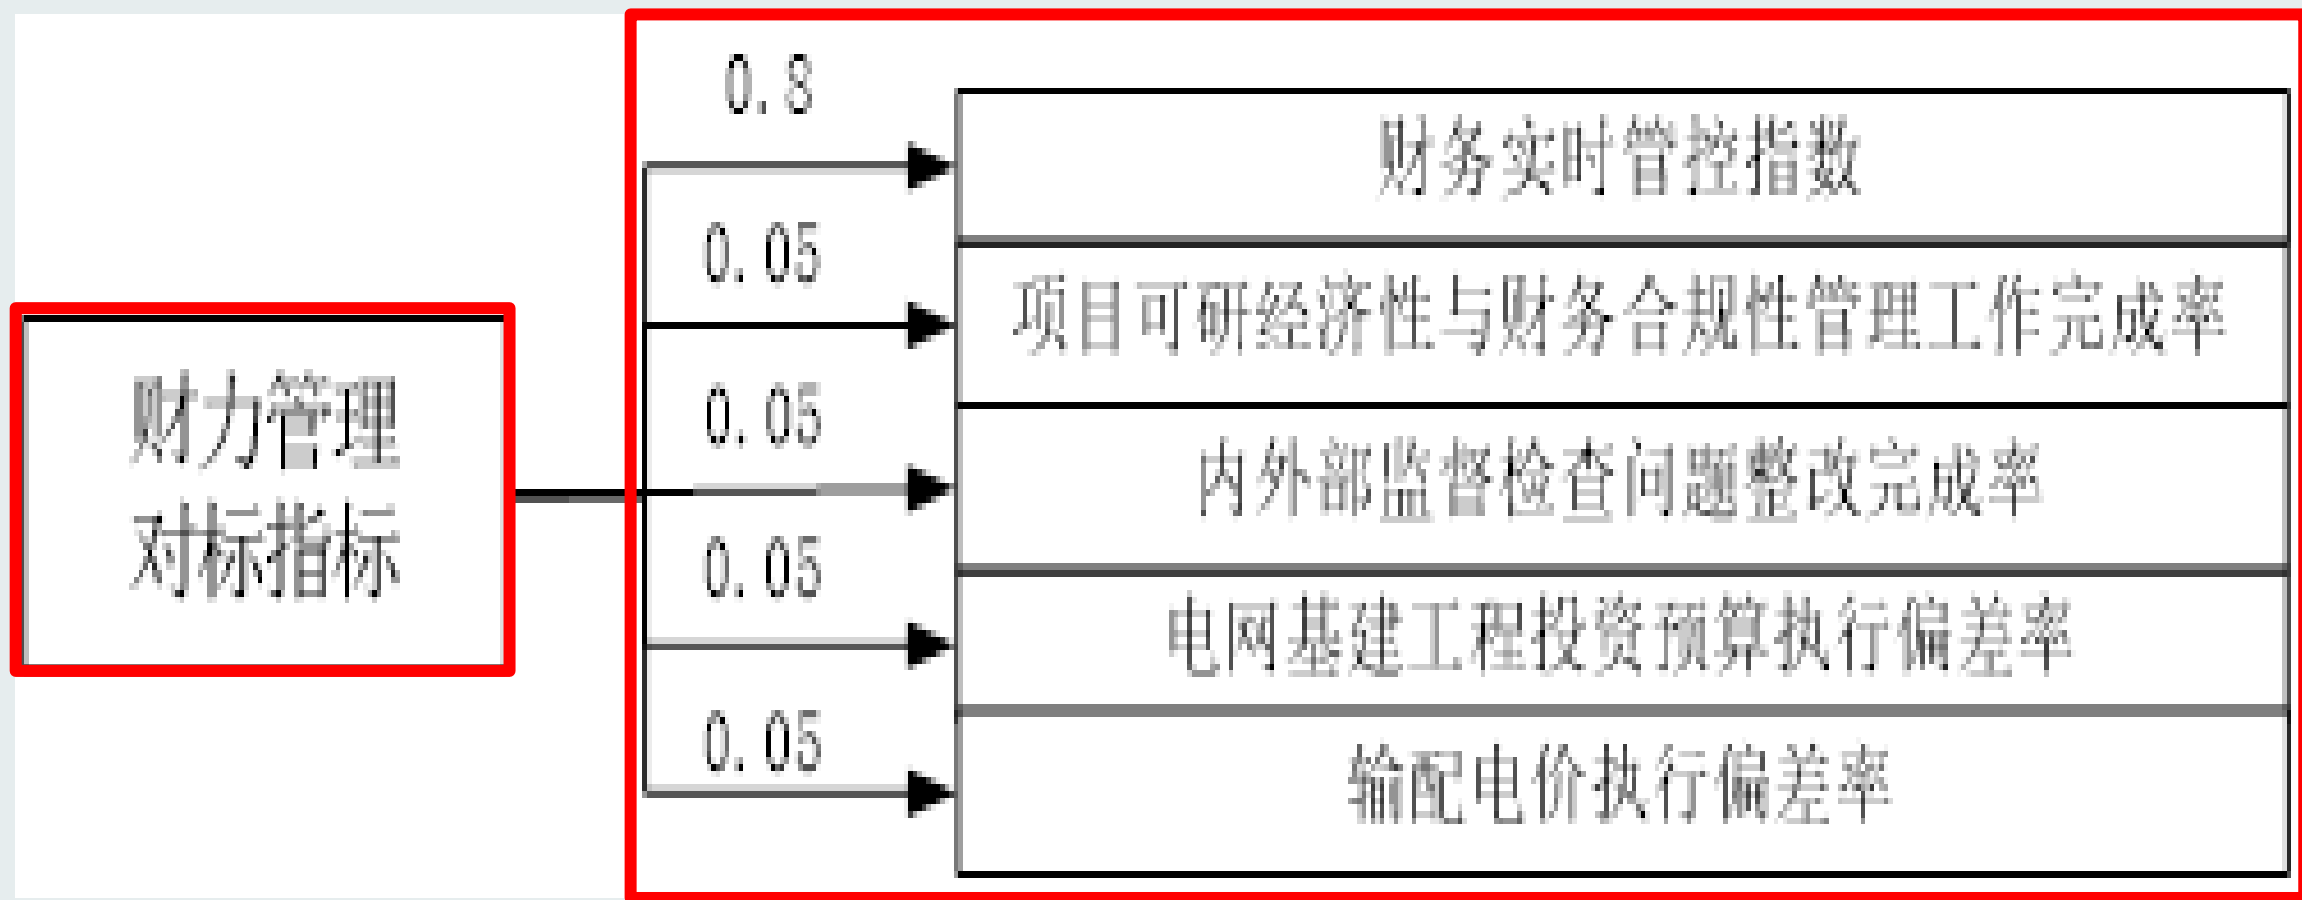 财力管理
对标指标
0.8
财务实时管控指数
0.05
项目可研经济性与财务合规性管理工作完成率
0.05
内外部监督检查问题整改完成率
0.05
电网基建工程投资预算执行偏差率
0.05
输配电价执行偏差率